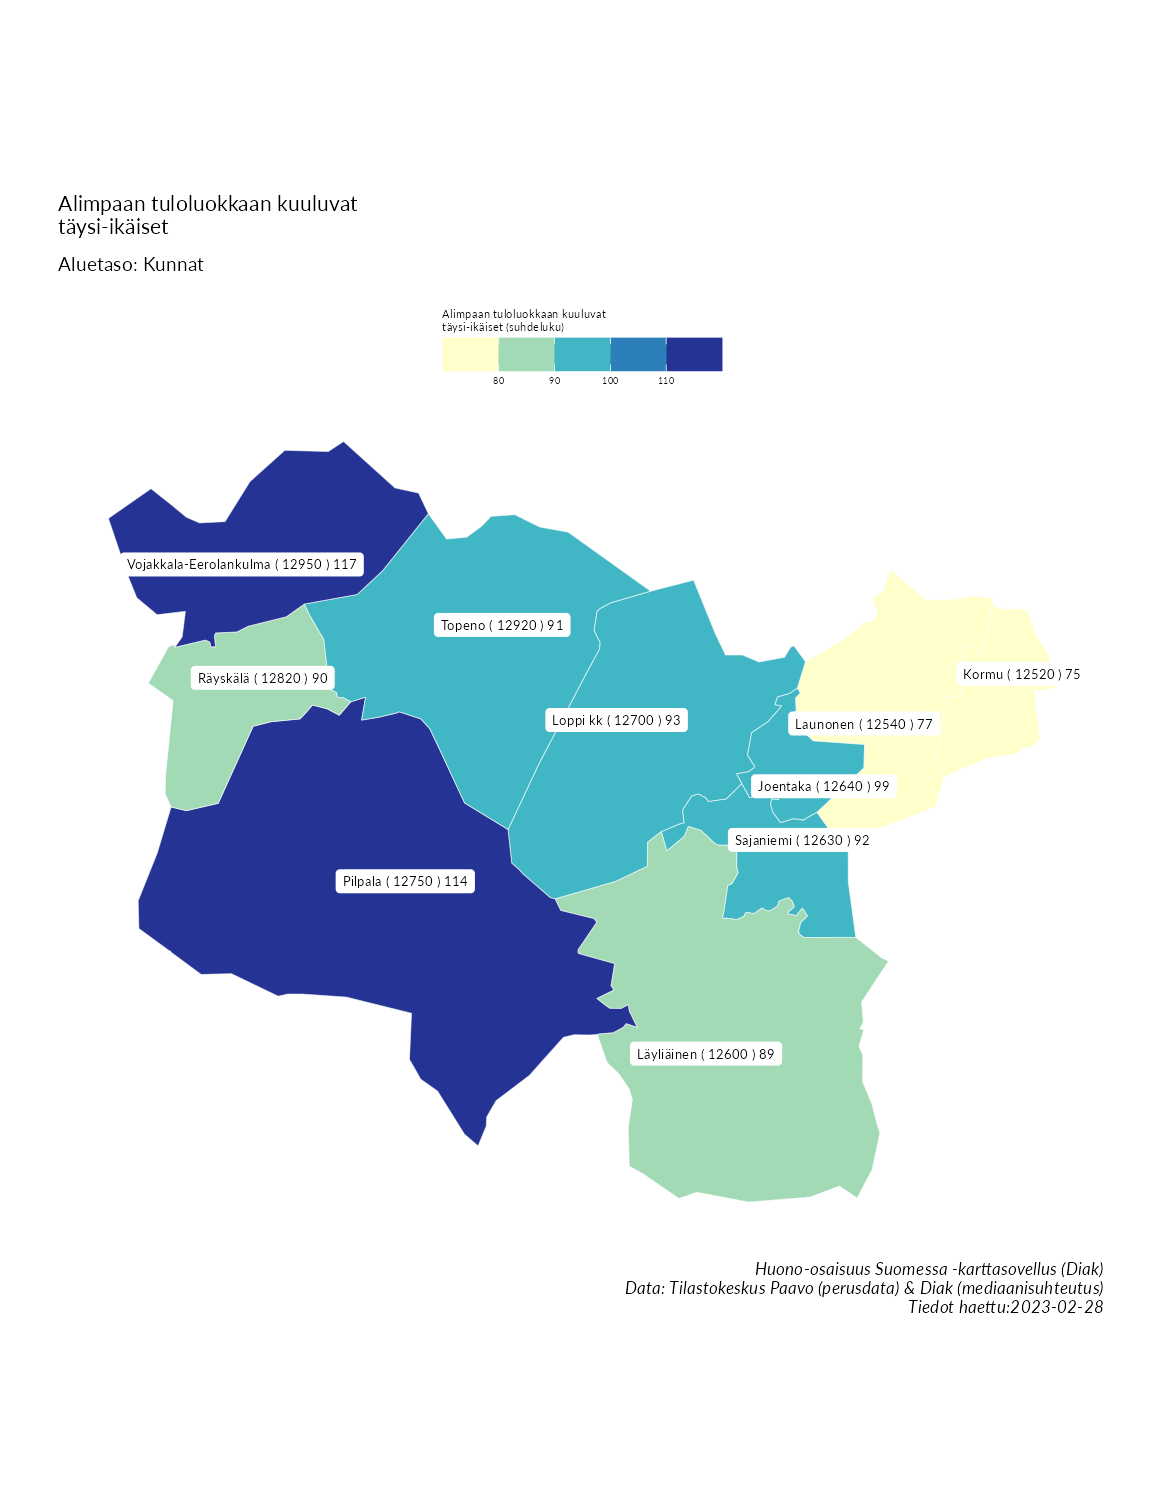 Alimpaan tuloluokkaan kuuluvat
täysi-ikäiset
Aluetaso: Kunnat
Alimpaan tuloluokkaan kuuluvat
täysi-ikäiset (suhdeluku)
80 90 100 110
Vojakkala-Eerolankulma ( 12950 ) 117
Topeno ( 12920 ) 91
Räyskälä ( 12820 ) 90
Kormu ( 12520 ) 75
Loppi kk ( 12700 ) 93
Launonen ( 12540 ) 77
Joentaka ( 12640 ) 99
Sajaniemi ( 12630 ) 92
Pilpala ( 12750 ) 114
Läyliäinen ( 12600 ) 89
Huono-osaisuus Suomessa -karttasovellus (Diak)
Data: Tilastokeskus Paavo (perusdata) & Diak (mediaanisuhteutus)
Tiedot haettu:2023-02-28